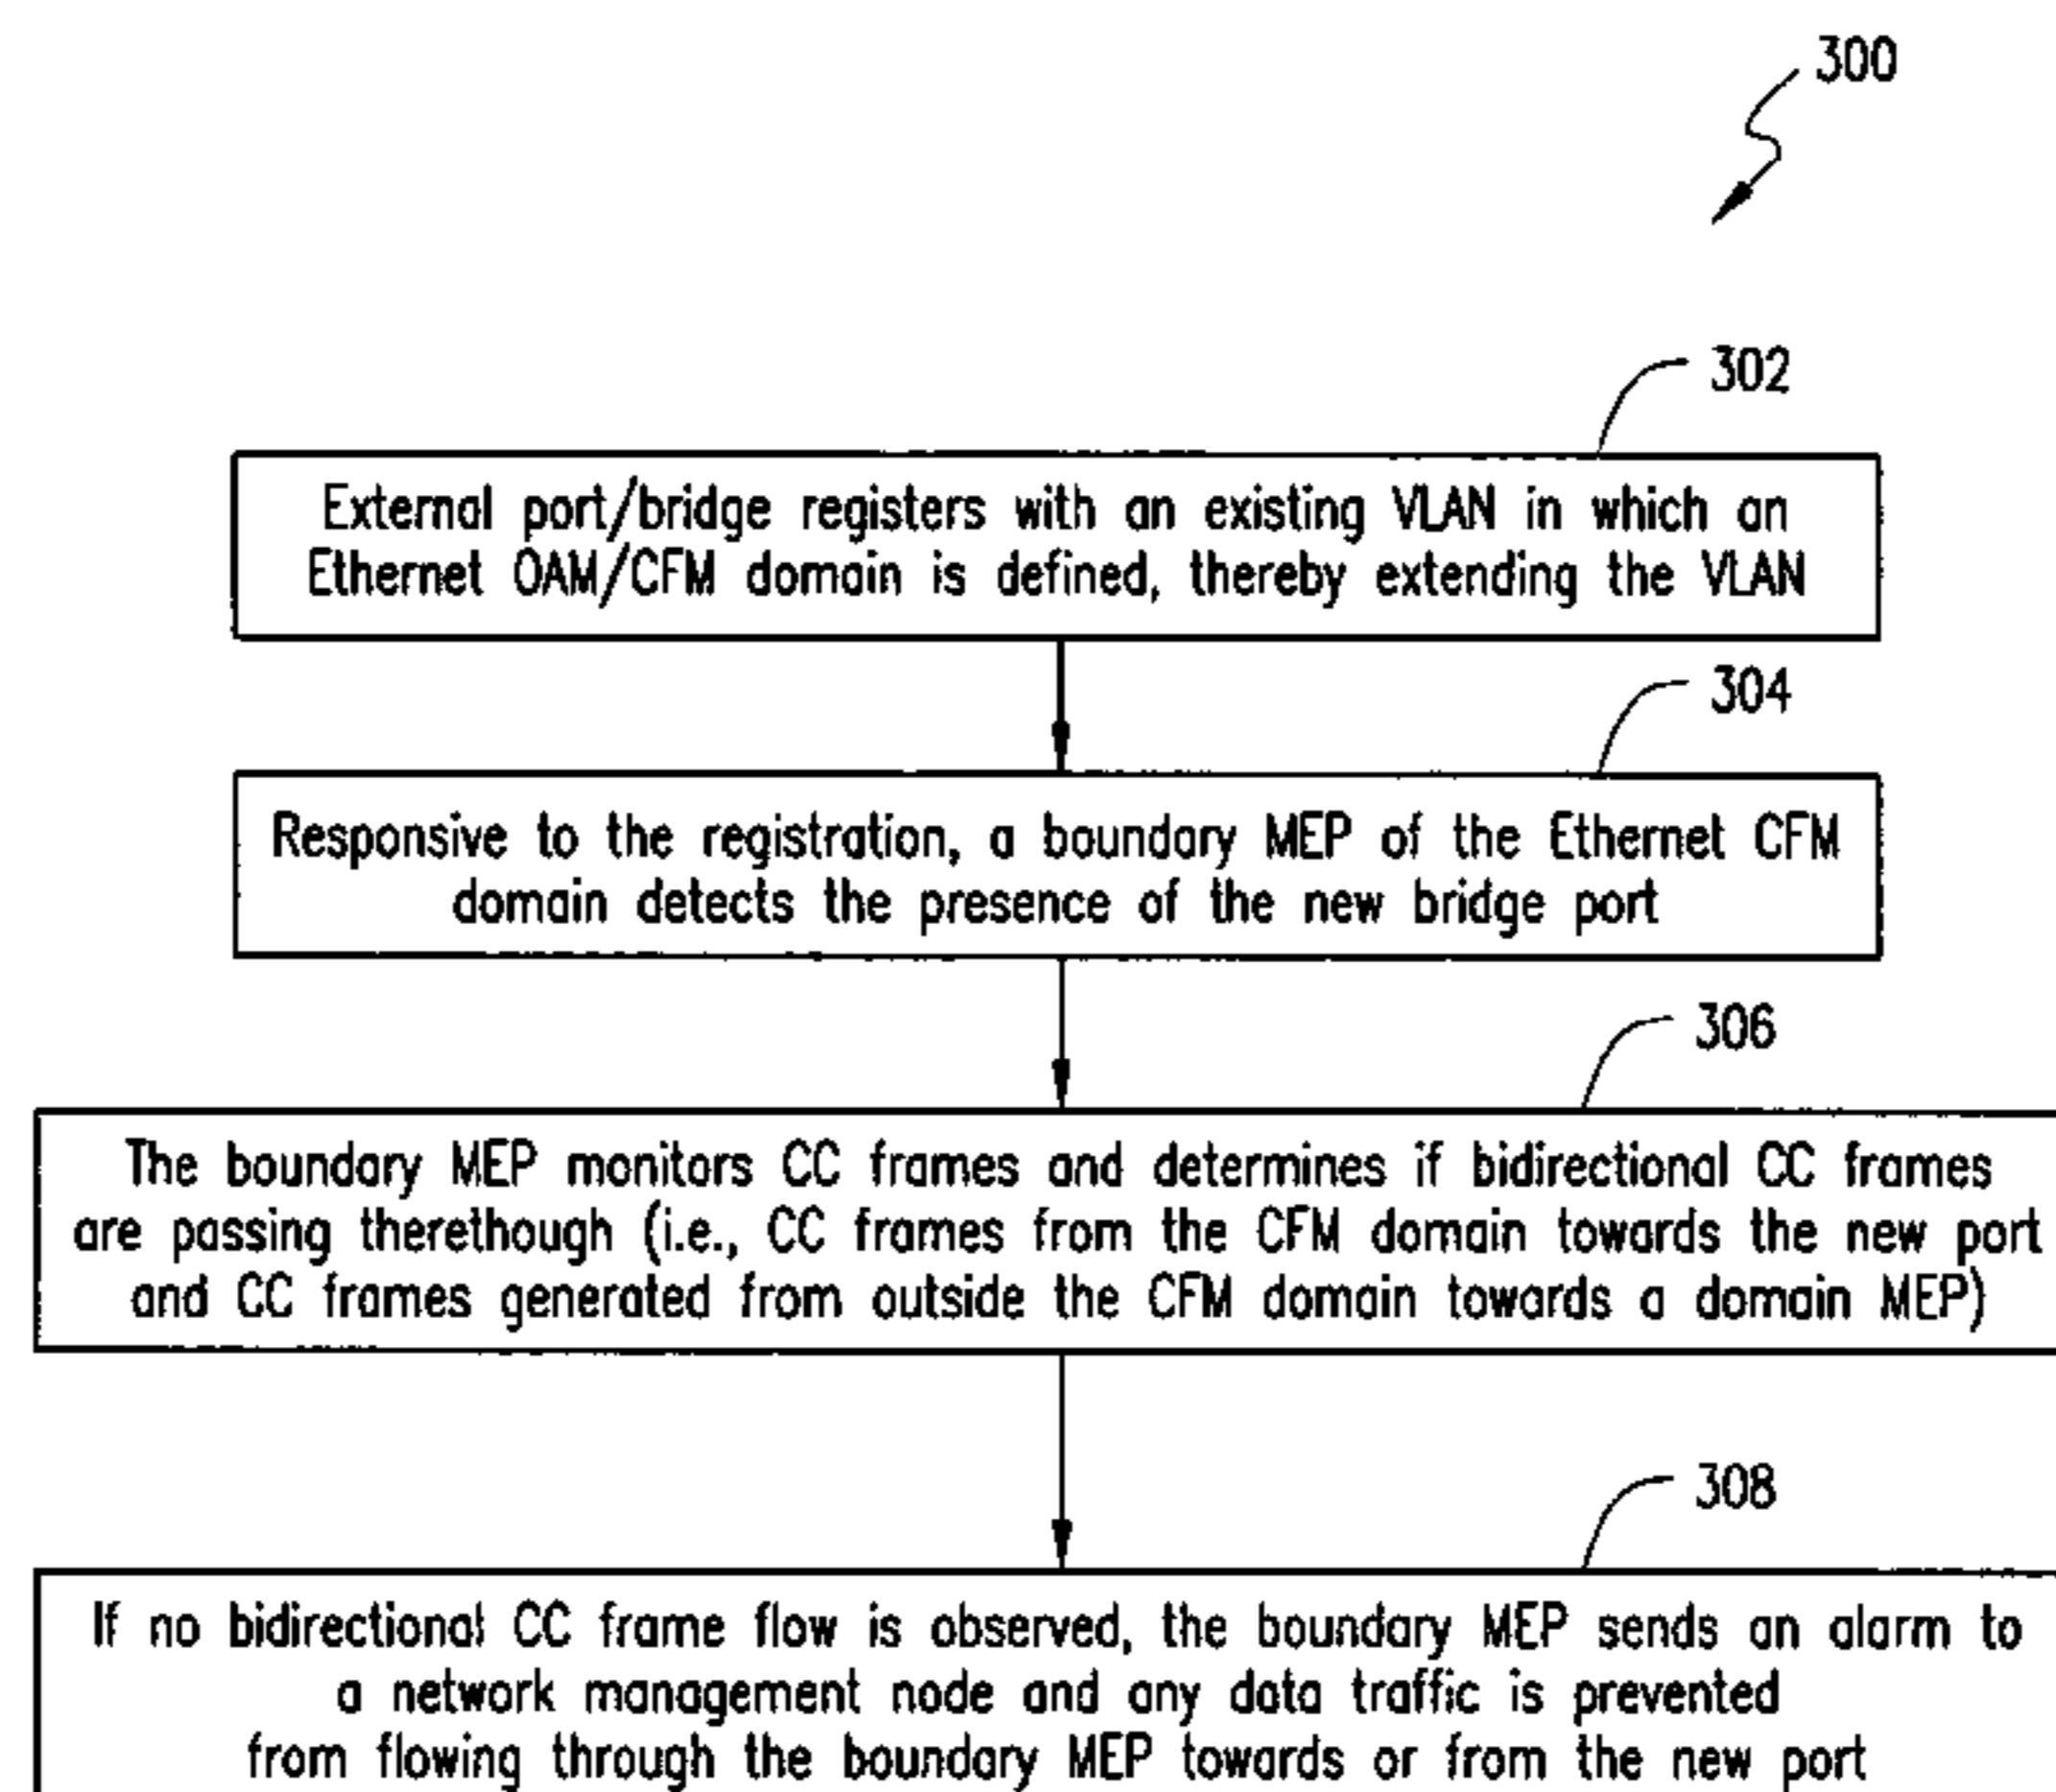 300
302
External port/bridge registers with an existing VLAN in which an
Ethernet OAM/CFM domain is defined, thereby extending the VLAN
304
Responsive to the registration, a boundary MEP of the Ethernet CFM
domain detects the presence of the new bridge port
306
The boundary MEP monitors CC frames and determines if bidirectional CC frames
are passing therethough (i.e., CC frames from the CFM domain towards the new port
and CC frames generated from outside the CFM domain towards a domain MEP)
308
If no bidirectional CC frame flow is observed, the boundary MEP sends an alarm to
a network management node and any data traffic is prevented
from flowing through the boundary MEP towards or from the new port